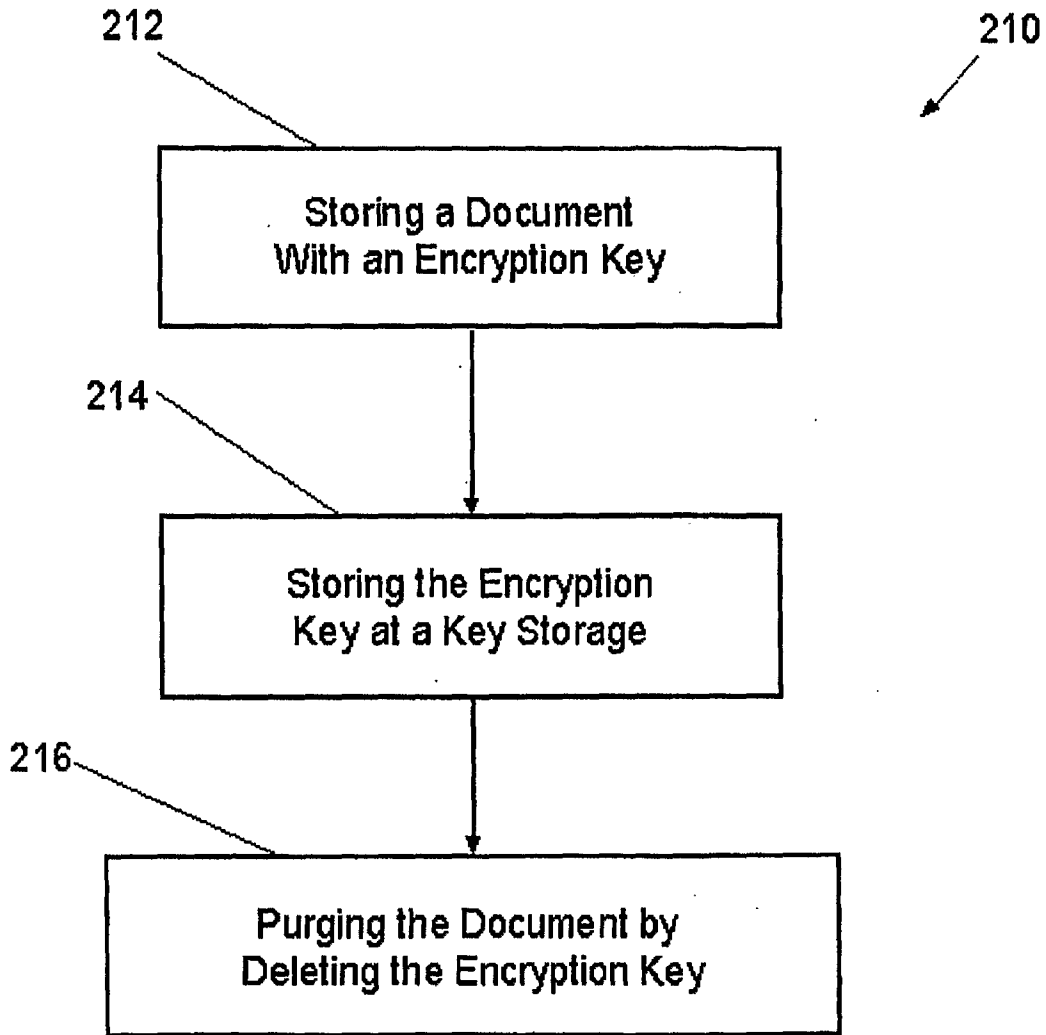 212
210
Storing a Document
With an Encryption Key
214
Storing the Encryption
Key at a Key Storage
216
Purging the Document by
Deleting the Encryption Key